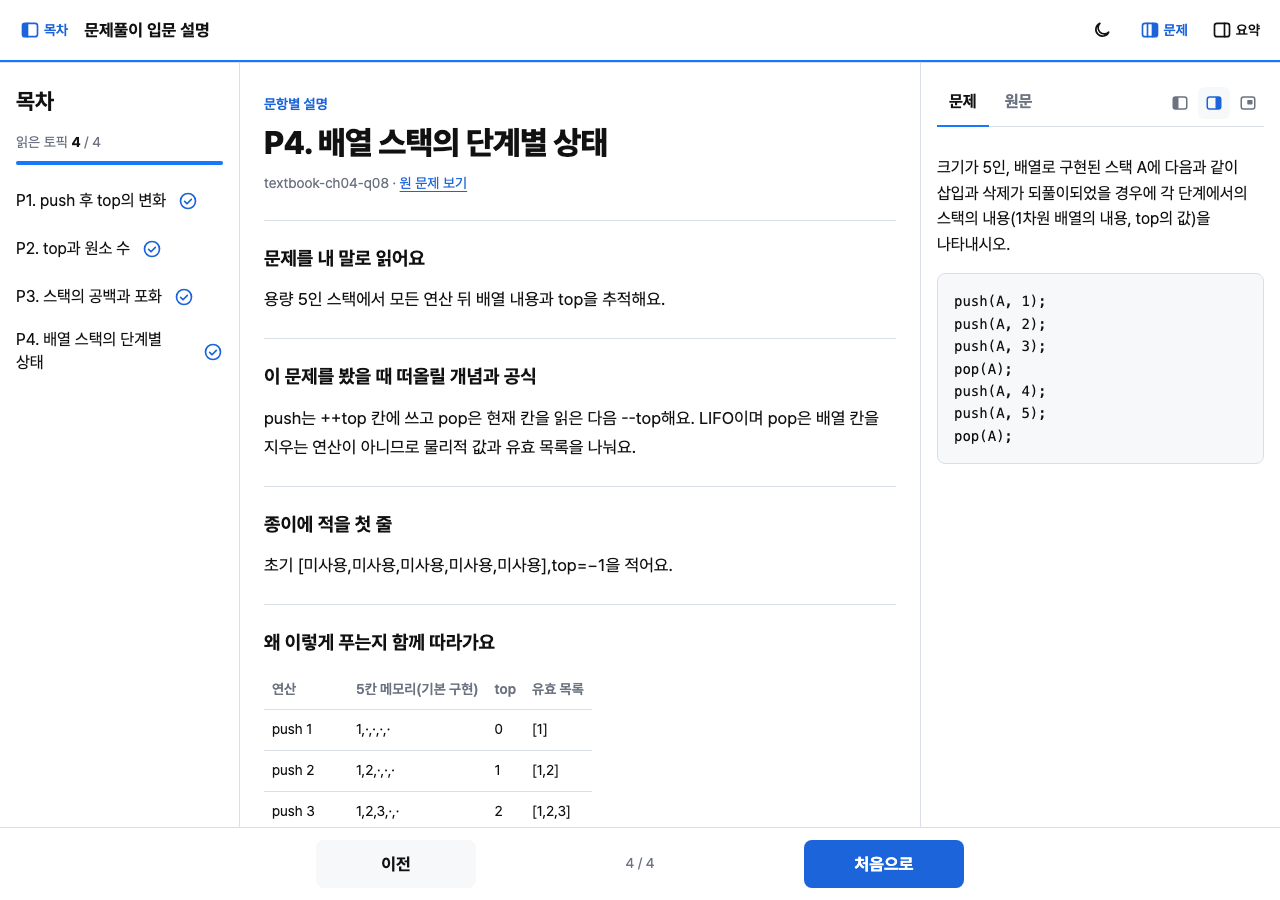 목차
문제풀이 입문 설명
문제
요약
목차
읽은 토픽 4 / 4
P1. push 후 top의 변화
P2. top과 원소 수
P3. 스택의 공백과 포화
P4. 배열 스택의 단계별
상태
문항별 설명
P4. 배열 스택의 단계별 상태
textbook-ch04-q08 · 원 문제 보기
문제를 내 말로 읽어요
용량 5인 스택에서 모든 연산 뒤 배열 내용과 top을 추적해요.
이 문제를 봤을 때 떠올릴 개념과 공식
push는 ++top 칸에 쓰고 pop은 현재 칸을 읽은 다음 --top해요. LIFO이며 pop은 배열 칸을
지우는 연산이 아니므로 물리적 값과 유효 목록을 나눠요.
종이에 적을 첫 줄
초기 [미사용,미사용,미사용,미사용,미사용],top=−1을 적어요.
왜 이렇게 푸는지 함께 따라가요
연산 5칸 메모리(기본 구현) top 유효 목록
push 1 1,·,·,·,· 0 [1]
push 2 1,2,·,·,· 1 [1,2]
push 3 1,2,3,·,· 2 [1,2,3]
문제 원문
크기가 5인, 배열로 구현된 스택 A에 다음과 같이
삽입과 삭제가 되풀이되었을 경우에 각 단계에서의
스택의 내용(1차원 배열의 내용, top의 값)을
나타내시오.
push(A, 1);
push(A, 2);
push(A, 3);
pop(A);
push(A, 4);
push(A, 5);
pop(A);
이전
4 / 4
처음으로